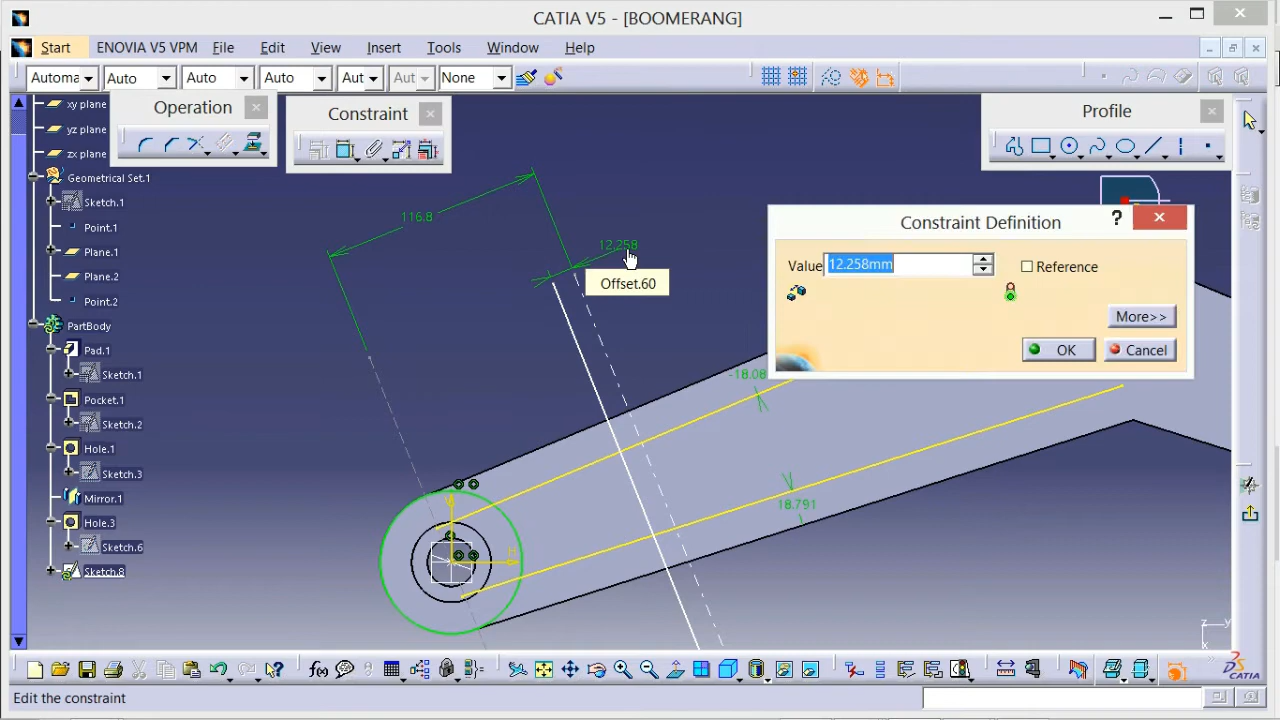 CATIA V5 - [BOOMERANG]
Start ENOVIA V5 VPM File Edit View Insert Tools Window Help
Automa Auto Auto Auto Aut Aut None
Operation
Constraint
Profile
xy plane
yz plane
zx plane
Geometrical Set.1
Sketch.1
Point.1
Plane.1
Plane.2
Point.2
PartBody
Pad.1
Sketch.1
Pocket.1
Sketch.2
Hole.1
Sketch.3
Mirror.1
Hole.3
Sketch.6
Sketch.8
116.8
12.258
Offset.60
-18.08
18.791
V
H
Constraint Definition ?
Value 12.258mm Reference
More>>
OK Cancel
z y
x
f(x)
CATIA
Edit the constraint